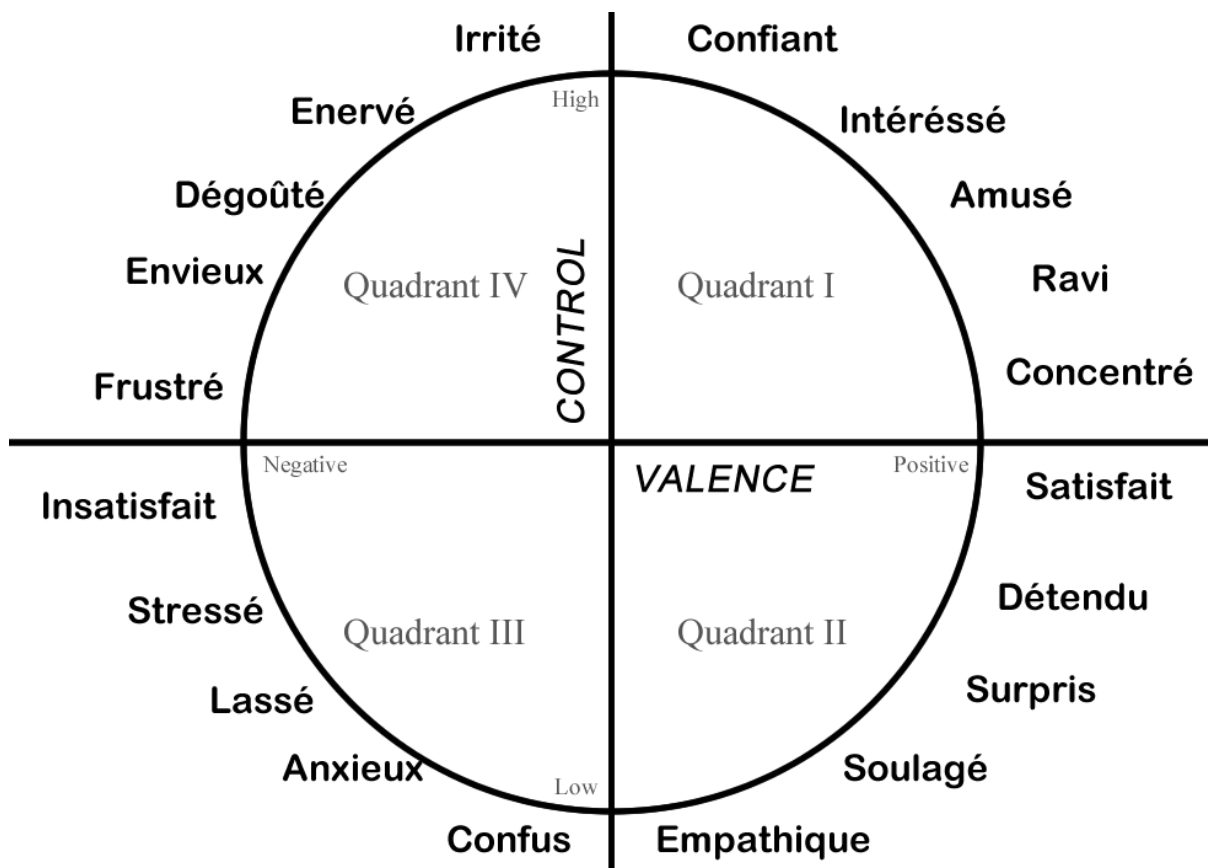 Irrité
Confiant
High
Enervé
Intéréssé
Dégoûté
Amusé
Envieux
Quadrant IV
CONTROL
Quadrant I
Ravi
Frustré
Concentré
Negative
VALENCE
Positive
Insatisfait
Satisfait
Stressé
Quadrant III
Quadrant II
Détendu
Lassé
Surpris
Anxieux
Low
Soulagé
Confus
Empathique